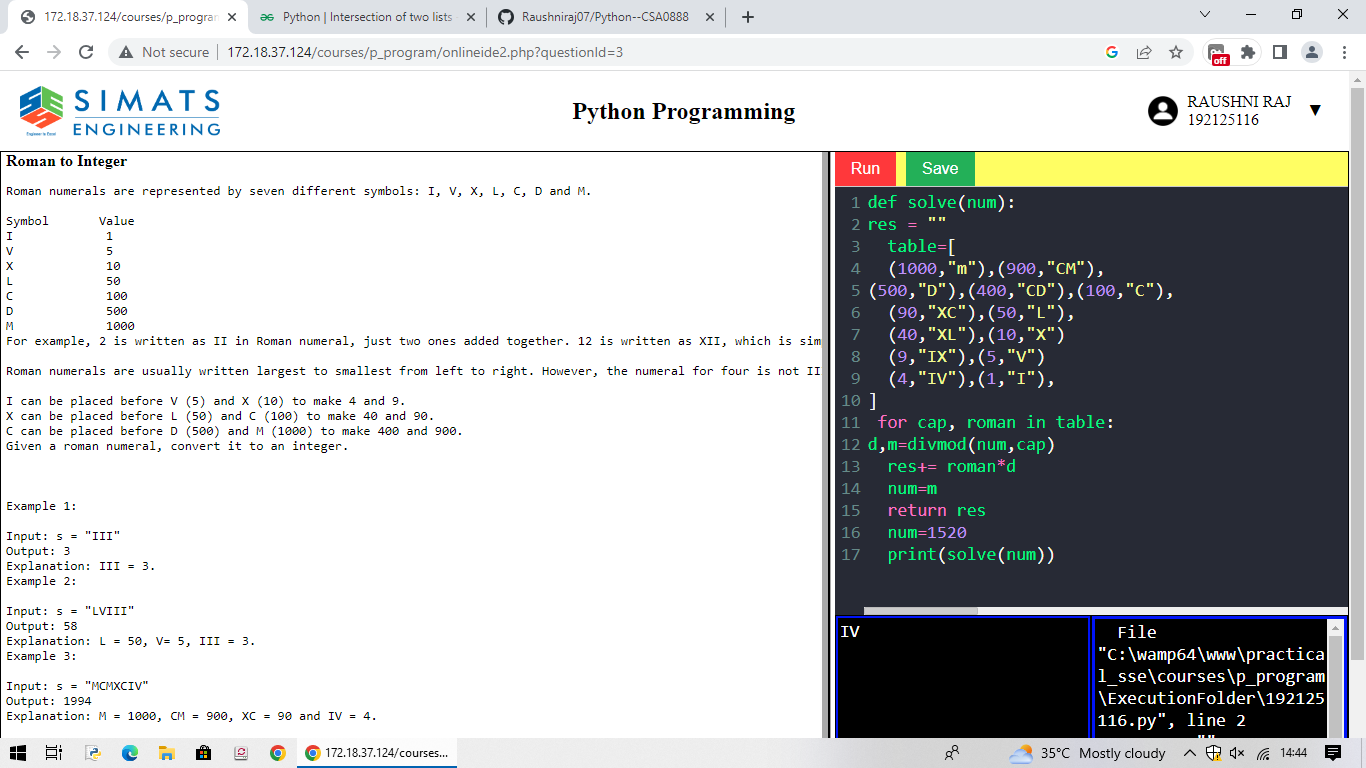 172.18.37.124/courses/p_program
Python | Intersection of two lists
Raushniraj07/Python--CSA0888
Not secure
172.18.37.124/courses/p_program/onlineide2.php?questionId=3
off
SIMATS
ENGINEERING
Engineer to Excel
Python Programming
RAUSHNI RAJ
192125116
Roman to Integer
Roman numerals are represented by seven different symbols: I, V, X, L, C, D and M.
Symbol Value
I 1
V 5
X 10
L 50
C 100
D 500
M 1000
For example, 2 is written as II in Roman numeral, just two ones added together. 12 is written as XII, which is sim
Roman numerals are usually written largest to smallest from left to right. However, the numeral for four is not II
I can be placed before V (5) and X (10) to make 4 and 9.
X can be placed before L (50) and C (100) to make 40 and 90.
C can be placed before D (500) and M (1000) to make 400 and 900.
Given a roman numeral, convert it to an integer.
Example 1:
Input: s = "III"
Output: 3
Explanation: III = 3.
Example 2:
Input: s = "LVIII"
Output: 58
Explanation: L = 50, V= 5, III = 3.
Example 3:
Input: s = "MCMXCIV"
Output: 1994
Explanation: M = 1000, CM = 900, XC = 90 and IV = 4.
Run Save
1 def solve(num):
2 res = ""
3 table=[
4 (1000,"m"),(900,"CM"),
5 (500,"D"),(400,"CD"),(100,"C"),
6 (90,"XC"),(50,"L"),
7 (40,"XL"),(10,"X")
8 (9,"IX"),(5,"V")
9 (4,"IV"),(1,"I"),
10 ]
11 for cap, roman in table:
12 d,m=divmod(num,cap)
13 res+= roman*d
14 num=m
15 return res
16 num=1520
17 print(solve(num))
IV
File
"C:\wamp64\www\practica
l_sse\courses\p_program
\ExecutionFolder\192125
116.py", line 2
172.18.37.124/courses...
35°C Mostly cloudy
14:44